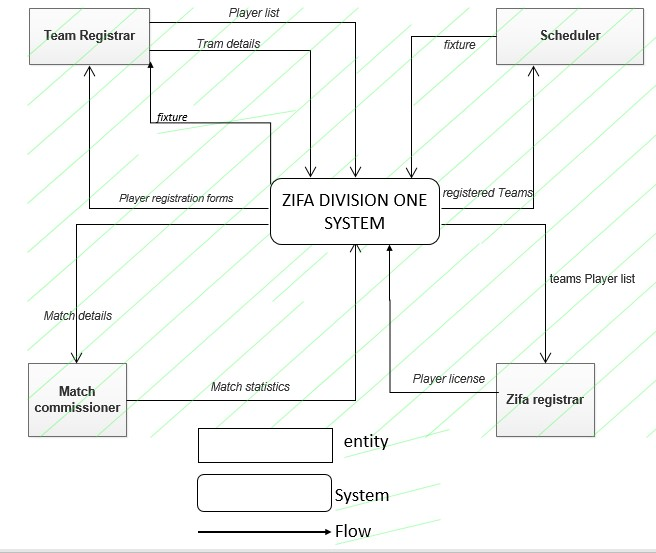 Player list
Team Registrar
Scheduler
Tram details
fixture
fixture
Player registration forms
ZIFA DIVISION ONE
SYSTEM
registered Teams
teams Player list
Match details
Match statistics
Player license
Match
commissioner
Zifa registrar
entity
System
Flow